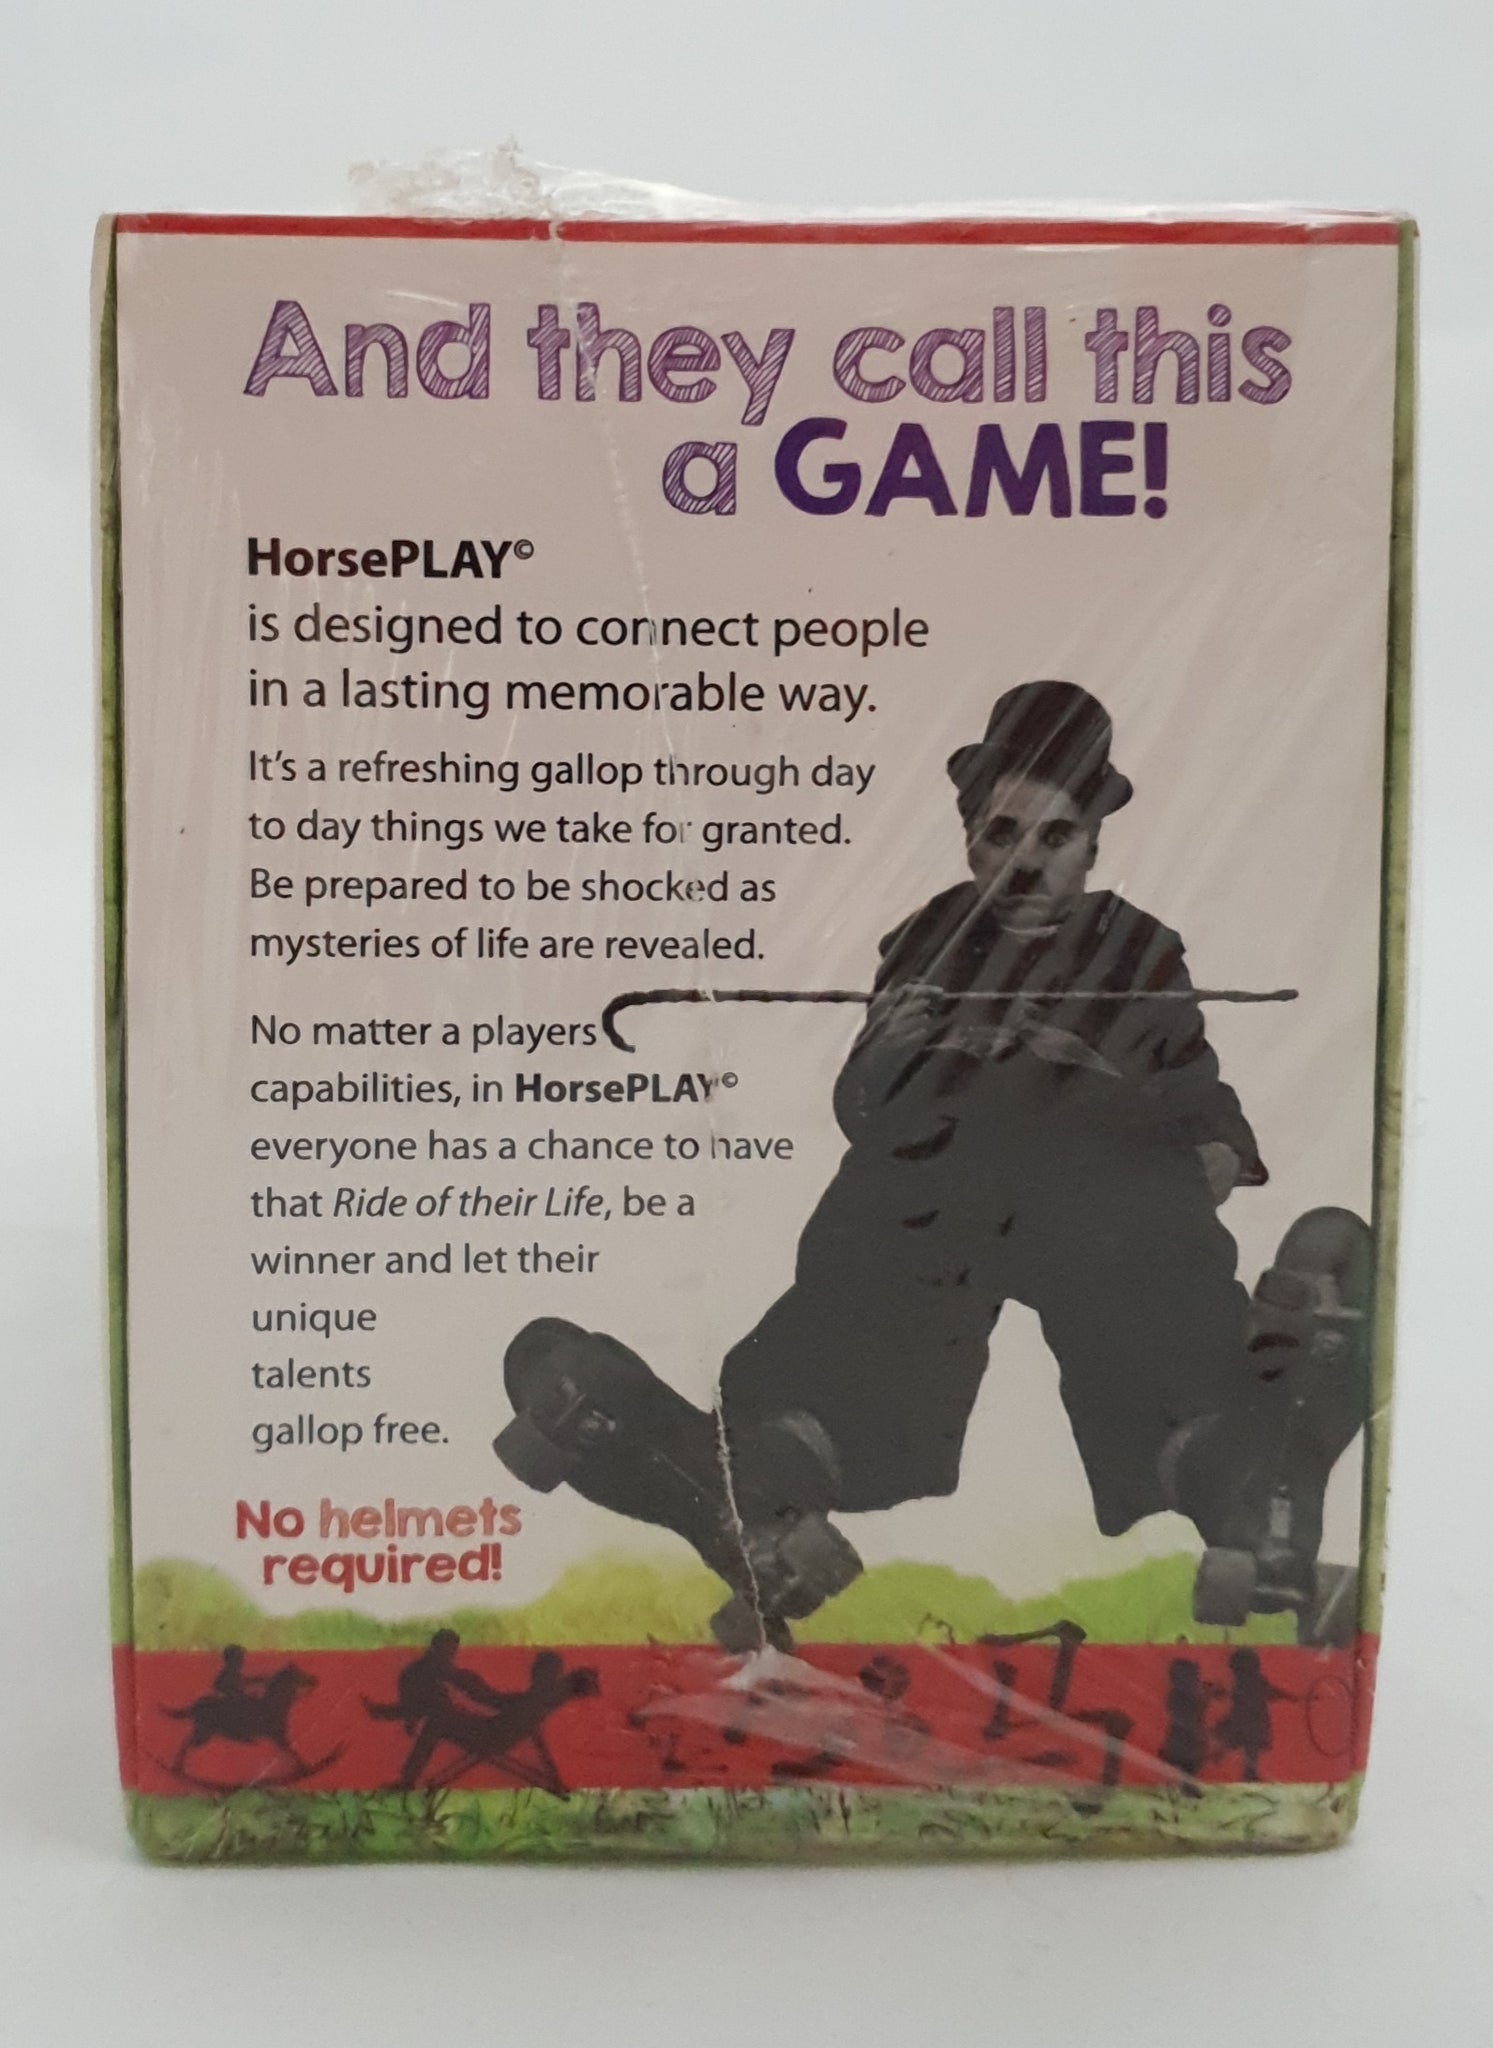 And they call this
a GAME!
HorsePLAY©
is designed to connect people
in a lasting memorable way.
It's a refreshing gallop through day
to day things we take for granted.
Be prepared to be shocked as
mysteries of life are revealed.
No matter a players
capabilities, in HorsePLAY©
everyone has a chance to have
that Ride of their Life, be a
winner and let their
unique
talents
gallop free.
No helmets
required!